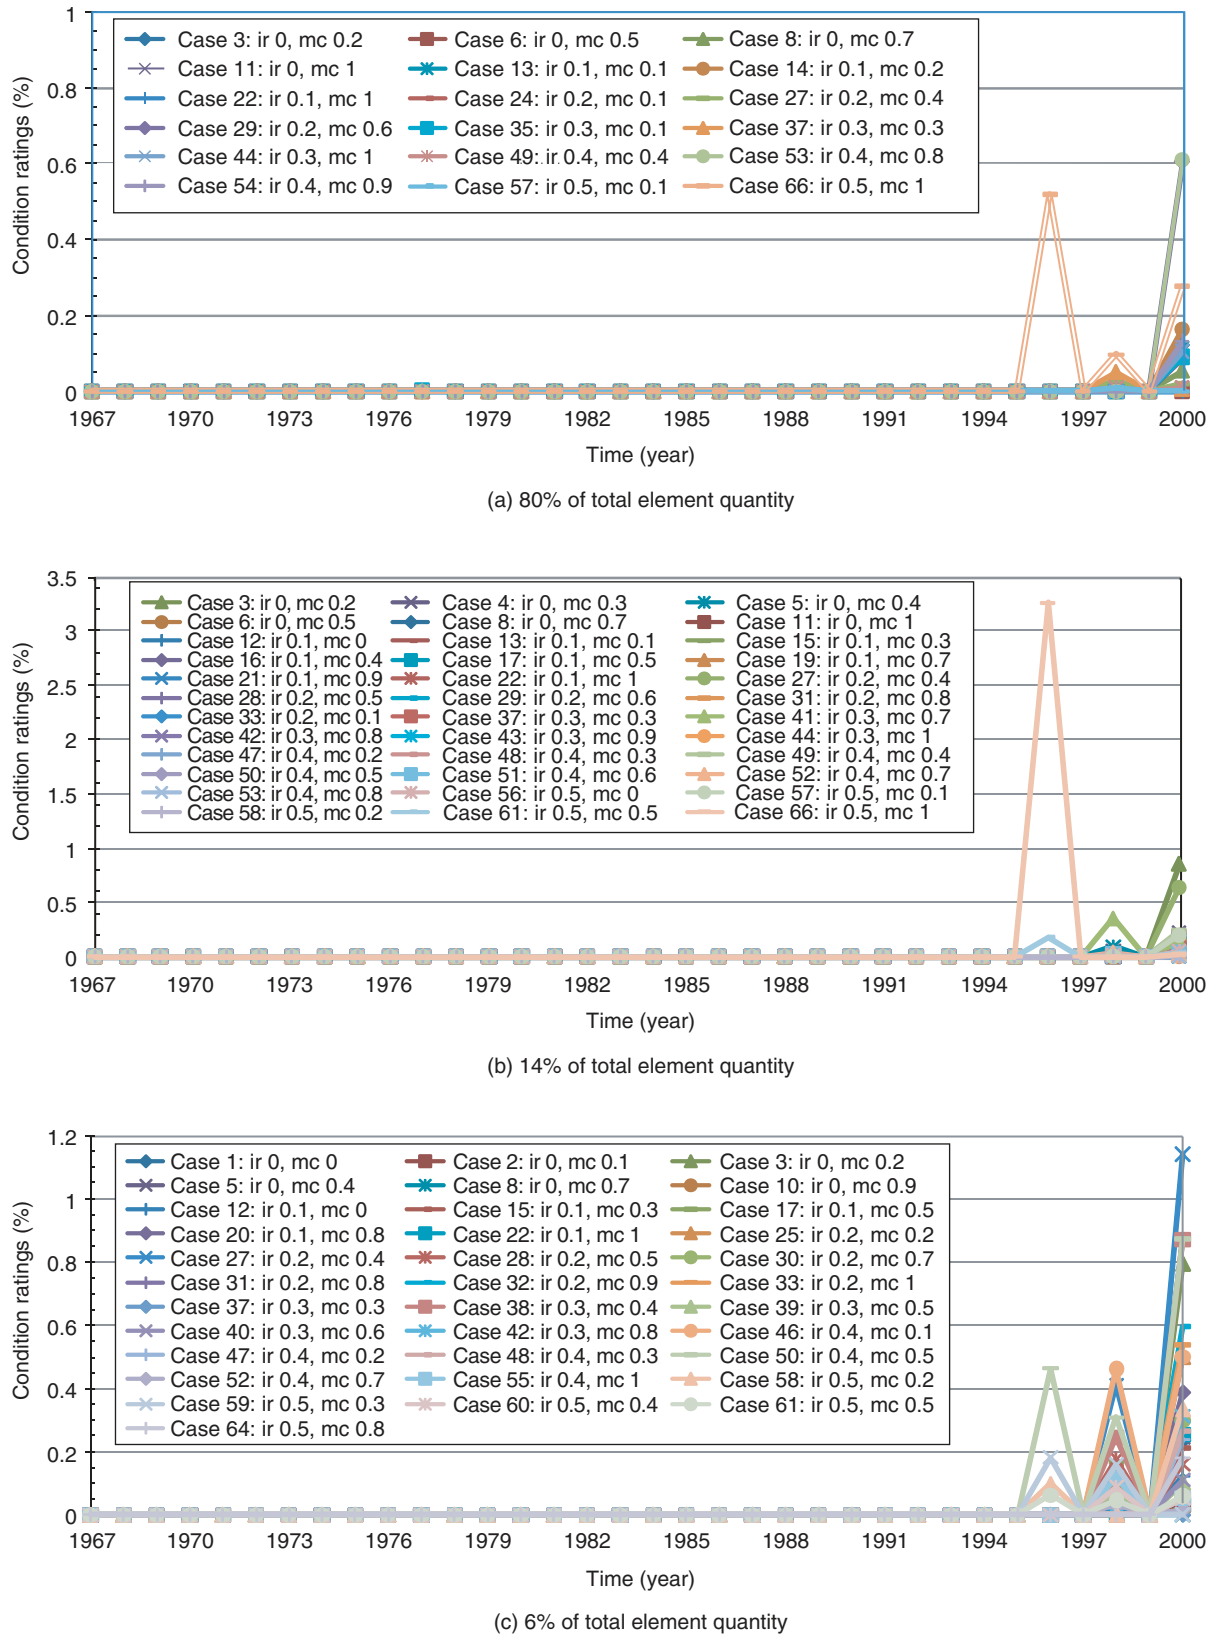 Condition ratings (%)
1
0.8
0.6
0.4
0.2
0
Case 3: ir 0, mc 0.2 Case 6: ir 0, mc 0.5 Case 8: ir 0, mc 0.7
Case 11: ir 0, mc 1 Case 13: ir 0.1, mc 0.1 Case 14: ir 0.1, mc 0.2
Case 22: ir 0.1, mc 1 Case 24: ir 0.2, mc 0.1 Case 27: ir 0.2, mc 0.4
Case 29: ir 0.2, mc 0.6 Case 35: ir 0.3, mc 0.1 Case 37: ir 0.3, mc 0.3
Case 44: ir 0.3, mc 1 Case 49: ir 0.4, mc 0.4 Case 53: ir 0.4, mc 0.8
Case 54: ir 0.4, mc 0.9 Case 57: ir 0.5, mc 0.1 Case 66: ir 0.5, mc 1
1967 1970 1973 1976 1979 1982 1985 1988 1991 1994 1997 2000
Time (year)
(a) 80% of total element quantity
Condition ratings (%)
3.5
3
2.5
2
1.5
1
0.5
0
Case 3: ir 0, mc 0.2 Case 4: ir 0, mc 0.3 Case 5: ir 0, mc 0.4
Case 6: ir 0, mc 0.5 Case 8: ir 0, mc 0.7 Case 11: ir 0, mc 1
Case 12: ir 0.1, mc 0 Case 13: ir 0.1, mc 0.1 Case 15: ir 0.1, mc 0.3
Case 16: ir 0.1, mc 0.4 Case 17: ir 0.1, mc 0.5 Case 19: ir 0.1, mc 0.7
Case 21: ir 0.1, mc 0.9 Case 22: ir 0.1, mc 1 Case 27: ir 0.2, mc 0.4
Case 28: ir 0.2, mc 0.5 Case 29: ir 0.2, mc 0.6 Case 31: ir 0.2, mc 0.8
Case 33: ir 0.2, mc 0.1 Case 37: ir 0.3, mc 0.3 Case 41: ir 0.3, mc 0.7
Case 42: ir 0.3, mc 0.8 Case 43: ir 0.3, mc 0.9 Case 44: ir 0.3, mc 1
Case 47: ir 0.4, mc 0.2 Case 48: ir 0.4, mc 0.3 Case 49: ir 0.4, mc 0.4
Case 50: ir 0.4, mc 0.5 Case 51: ir 0.4, mc 0.6 Case 52: ir 0.4, mc 0.7
Case 53: ir 0.4, mc 0.8 Case 56: ir 0.5, mc 0 Case 57: ir 0.5, mc 0.1
Case 58: ir 0.5, mc 0.2 Case 61: ir 0.5, mc 0.5 Case 66: ir 0.5, mc 1
1967 1970 1973 1976 1979 1982 1985 1988 1991 1994 1997 2000
Time (year)
(b) 14% of total element quantity
Condition ratings (%)
1.2
1
0.8
0.6
0.4
0.2
0
Case 1: ir 0, mc 0 Case 2: ir 0, mc 0.1 Case 3: ir 0, mc 0.2
Case 5: ir 0, mc 0.4 Case 8: ir 0, mc 0.7 Case 10: ir 0, mc 0.9
Case 12: ir 0.1, mc 0 Case 15: ir 0.1, mc 0.3 Case 17: ir 0.1, mc 0.5
Case 20: ir 0.1, mc 0.8 Case 22: ir 0.1, mc 1 Case 25: ir 0.2, mc 0.2
Case 27: ir 0.2, mc 0.4 Case 28: ir 0.2, mc 0.5 Case 30: ir 0.2, mc 0.7
Case 31: ir 0.2, mc 0.8 Case 32: ir 0.2, mc 0.9 Case 33: ir 0.2, mc 1
Case 37: ir 0.3, mc 0.3 Case 38: ir 0.3, mc 0.4 Case 39: ir 0.3, mc 0.5
Case 40: ir 0.3, mc 0.6 Case 42: ir 0.3, mc 0.8 Case 46: ir 0.4, mc 0.1
Case 47: ir 0.4, mc 0.2 Case 48: ir 0.4, mc 0.3 Case 50: ir 0.4, mc 0.5
Case 52: ir 0.4, mc 0.7 Case 55: ir 0.4, mc 1 Case 58: ir 0.5, mc 0.2
Case 59: ir 0.5, mc 0.3 Case 60: ir 0.5, mc 0.4 Case 61: ir 0.5, mc 0.5
Case 64: ir 0.5, mc 0.8
1967 1970 1973 1976 1979 1982 1985 1988 1991 1994 1997 2000
Time (year)
(c) 6% of total element quantity